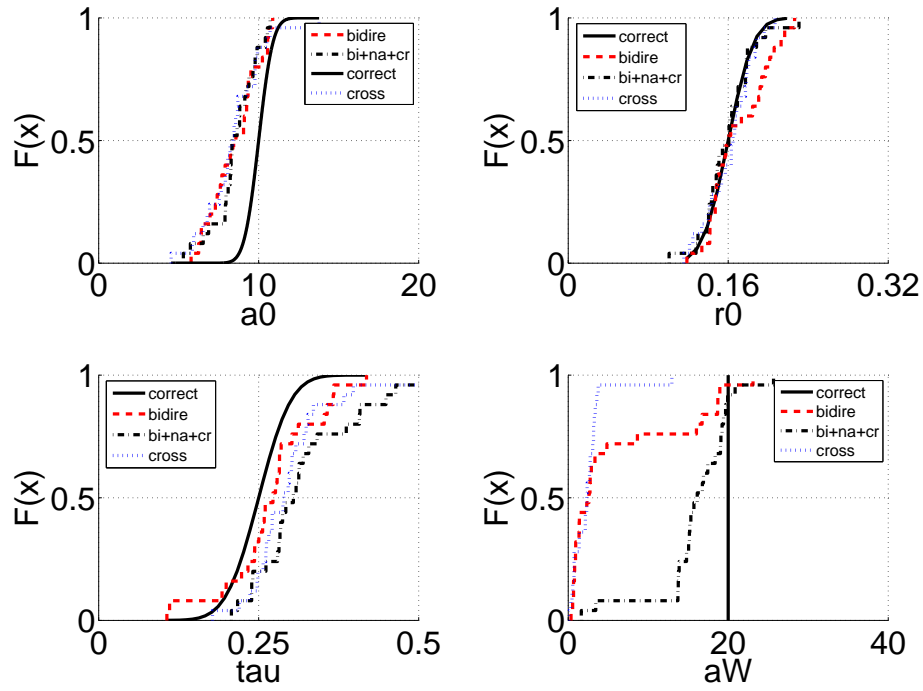 1
0.5
0
F(x)
0
10
20
a0
bidire
bi+na+cr
correct
cross
1
0.5
0
F(x)
0
0.16
0.32
r0
correct
bidire
bi+na+cr
cross
1
0.5
0
F(x)
0
0.25
0.5
tau
correct
bidire
bi+na+cr
cross
1
0.5
0
F(x)
0
20
40
aW
correct
bidire
bi+na+cr
cross